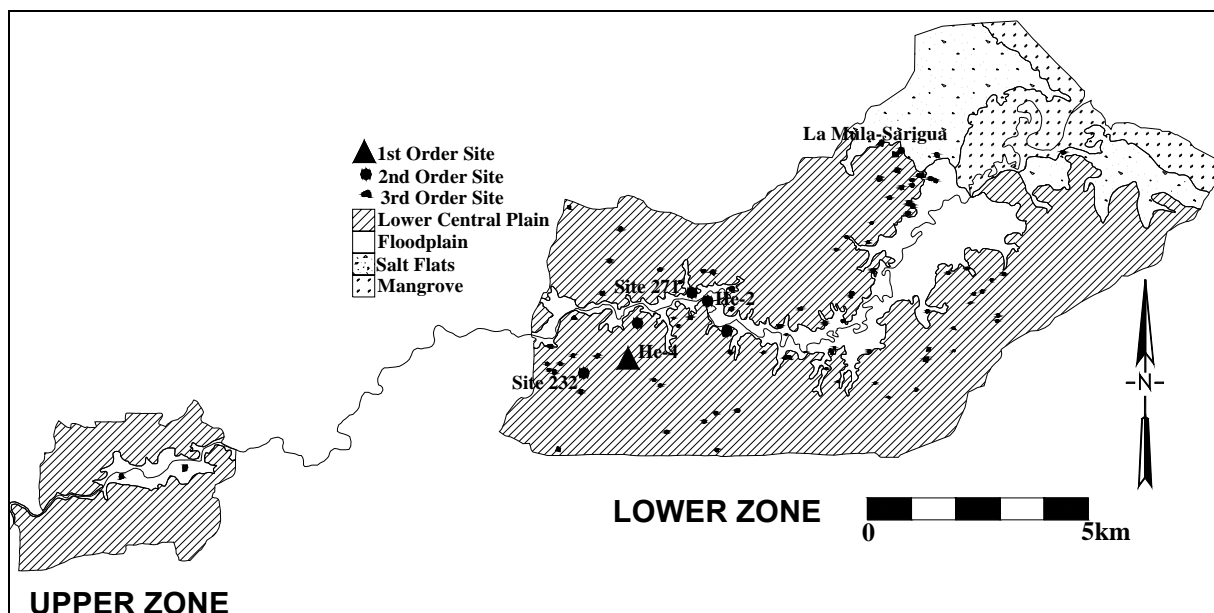 La Mula-Sarigua
1st Order Site
2nd Order Site
3rd Order Site
Lower Central Plain
Floodplain
Salt Flats
Mangrove
Site 271
He-2
He-4
Site 232
-N-
LOWER ZONE
0
5km
UPPER ZONE